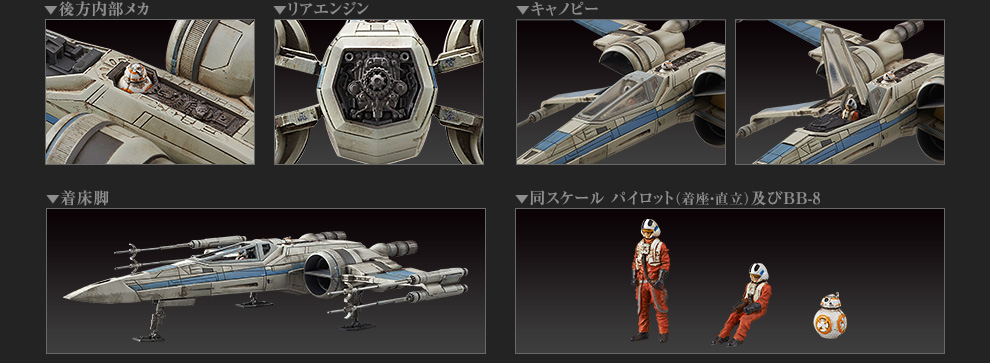 ▼後方内部メカ
▼リアエンジン
▼キャノピー
▼着床脚
▼同スケール パイロット（着座・直立）及びBB-8